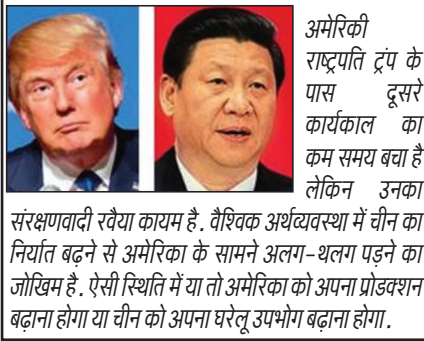 अमेरिकी
राष्ट्रपति ट्रंप के
पास दूसरे
कार्यकाल का
कम समय बचा है
लेकिन उनका
संरक्षणवादी रवैया कायम है. वैश्विक अर्थव्यवस्था में चीन का
निर्यात बढ़ने से अमेरिका के सामने अलग-थलग पड़ने का
जोखिम है. ऐसी स्थिति में या तो अमेरिका को अपना प्रोडक्शन
बढ़ाना होगा या चीन को अपना घरेलू उपभोग बढ़ाना होगा.